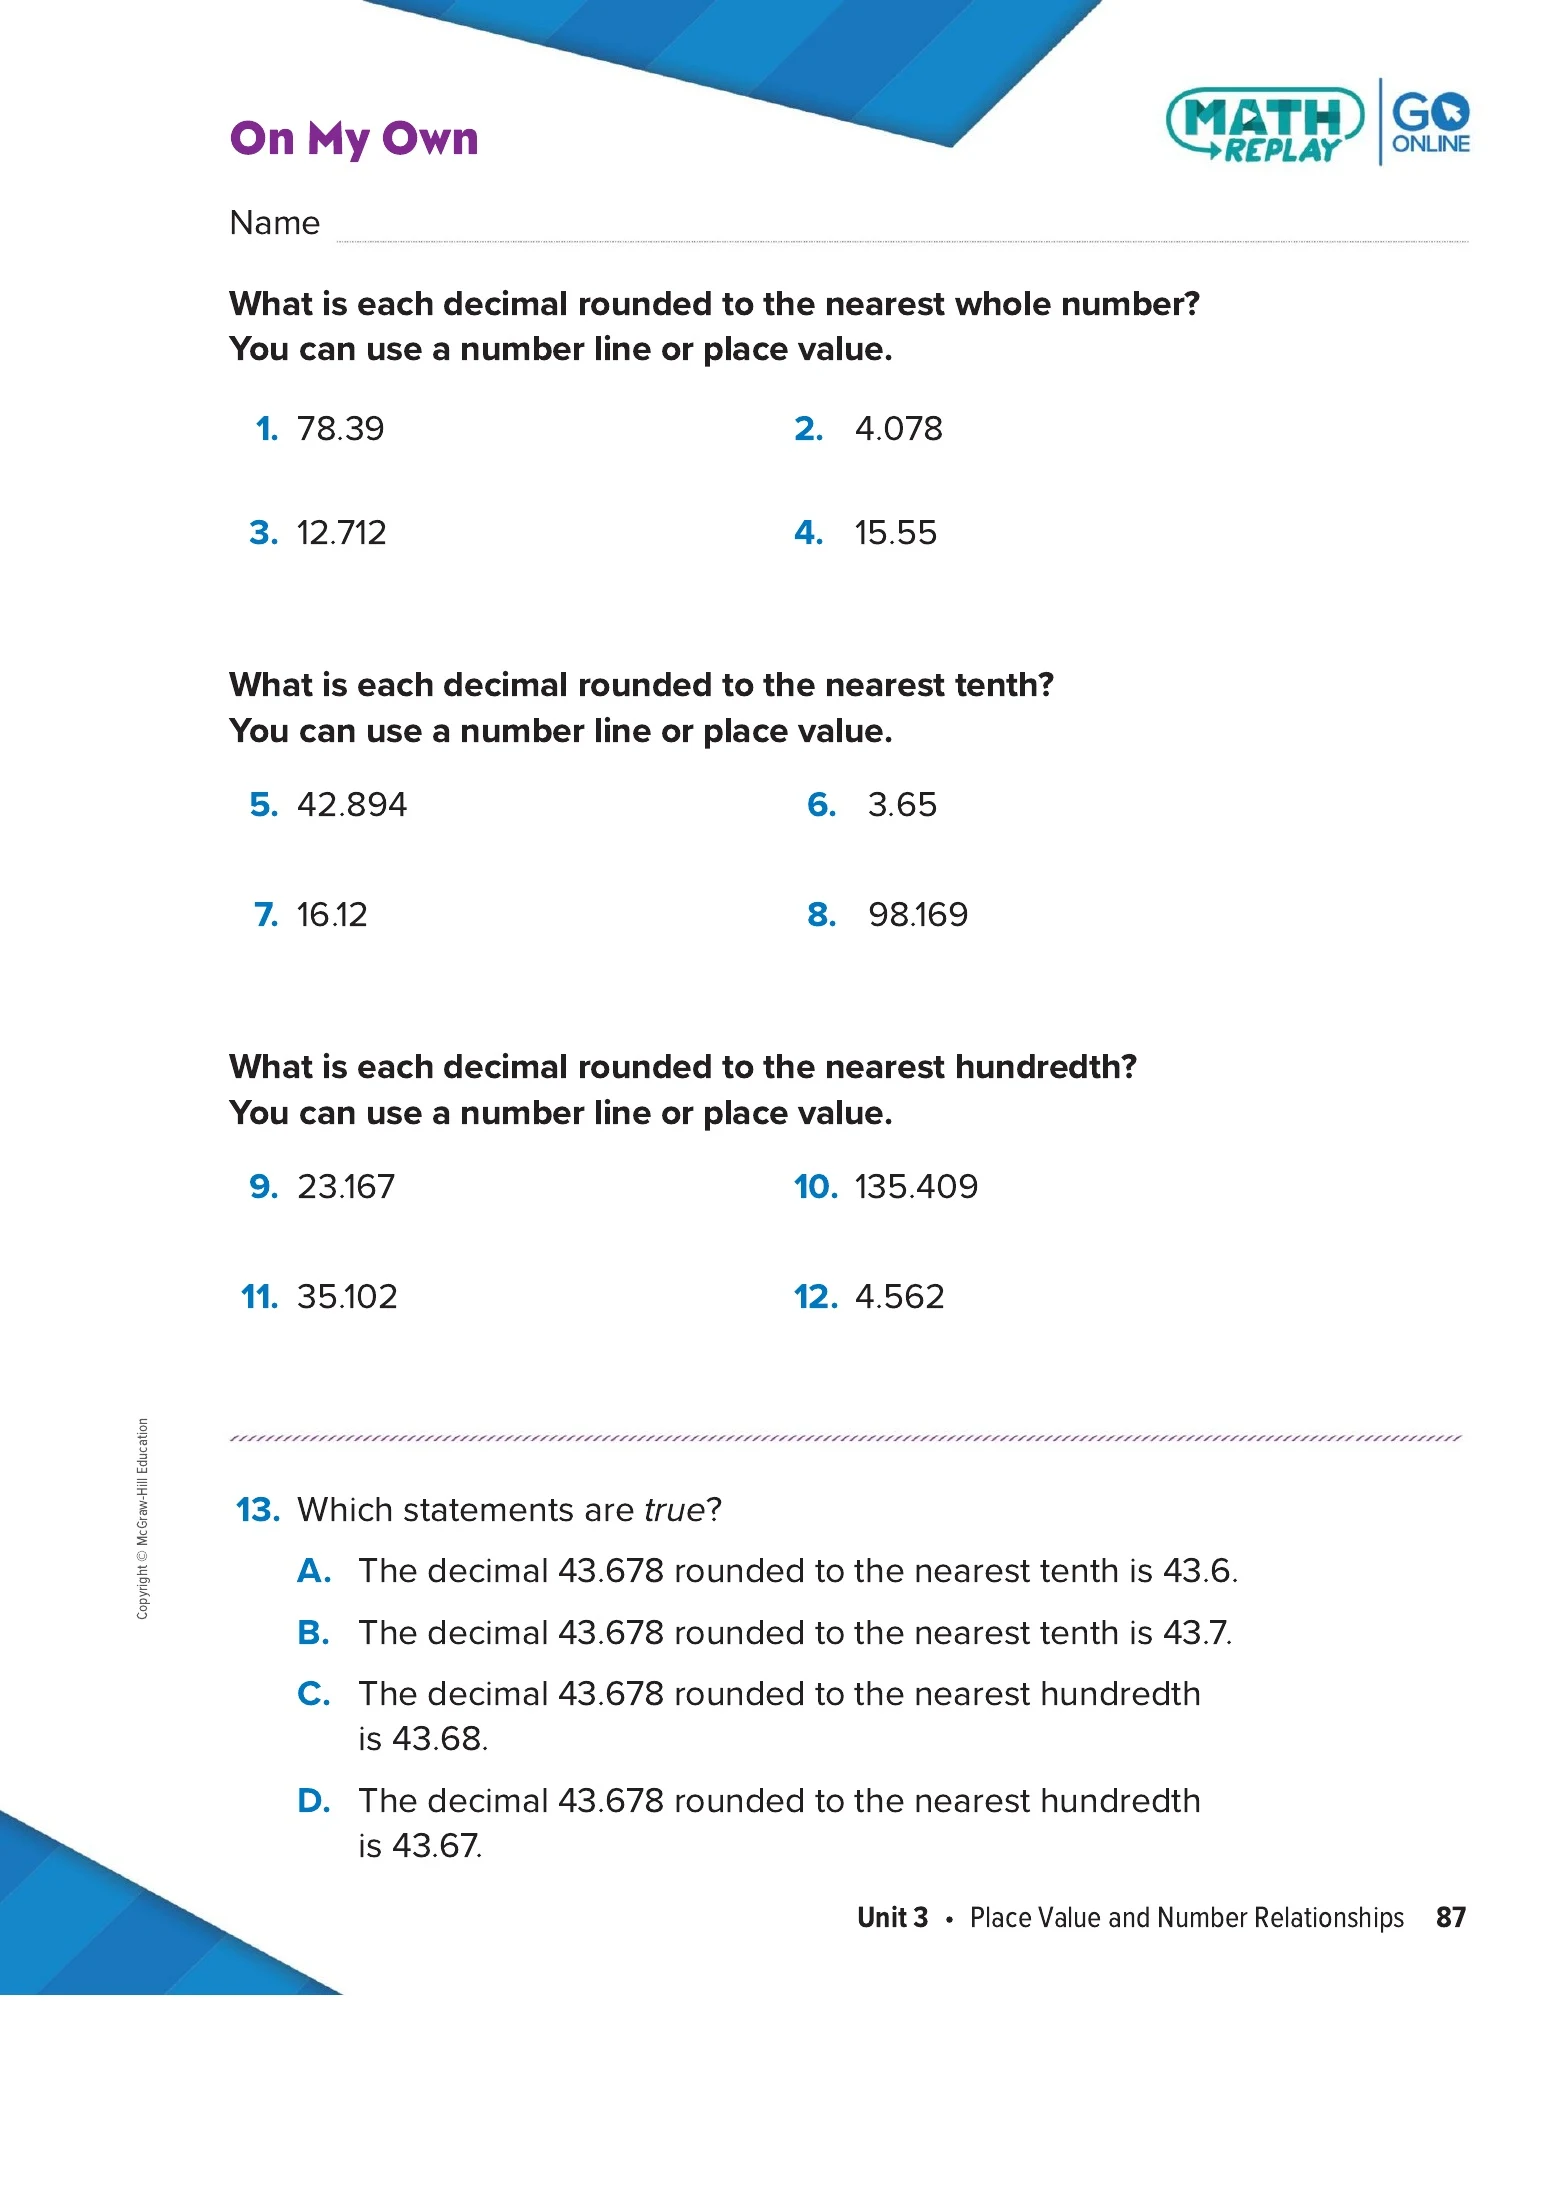 On My Own
MATH
REPLAY
GO
ONLINE
Name
What is each decimal rounded to the nearest whole number?
You can use a number line or place value.
1. 78.39
2. 4.078
3. 12.712
4. 15.55
What is each decimal rounded to the nearest tenth?
You can use a number line or place value.
5. 42.894
6. 3.65
7. 16.12
8. 98.169
What is each decimal rounded to the nearest hundredth?
You can use a number line or place value.
9. 23.167
10. 135.409
11. 35.102
12. 4.562
13. Which statements are true?
A. The decimal 43.678 rounded to the nearest tenth is 43.6.
B. The decimal 43.678 rounded to the nearest tenth is 43.7.
C. The decimal 43.678 rounded to the nearest hundredth
is 43.68.
D. The decimal 43.678 rounded to the nearest hundredth
is 43.67.
Copyright © McGraw-Hill Education
Unit 3 • Place Value and Number Relationships 87